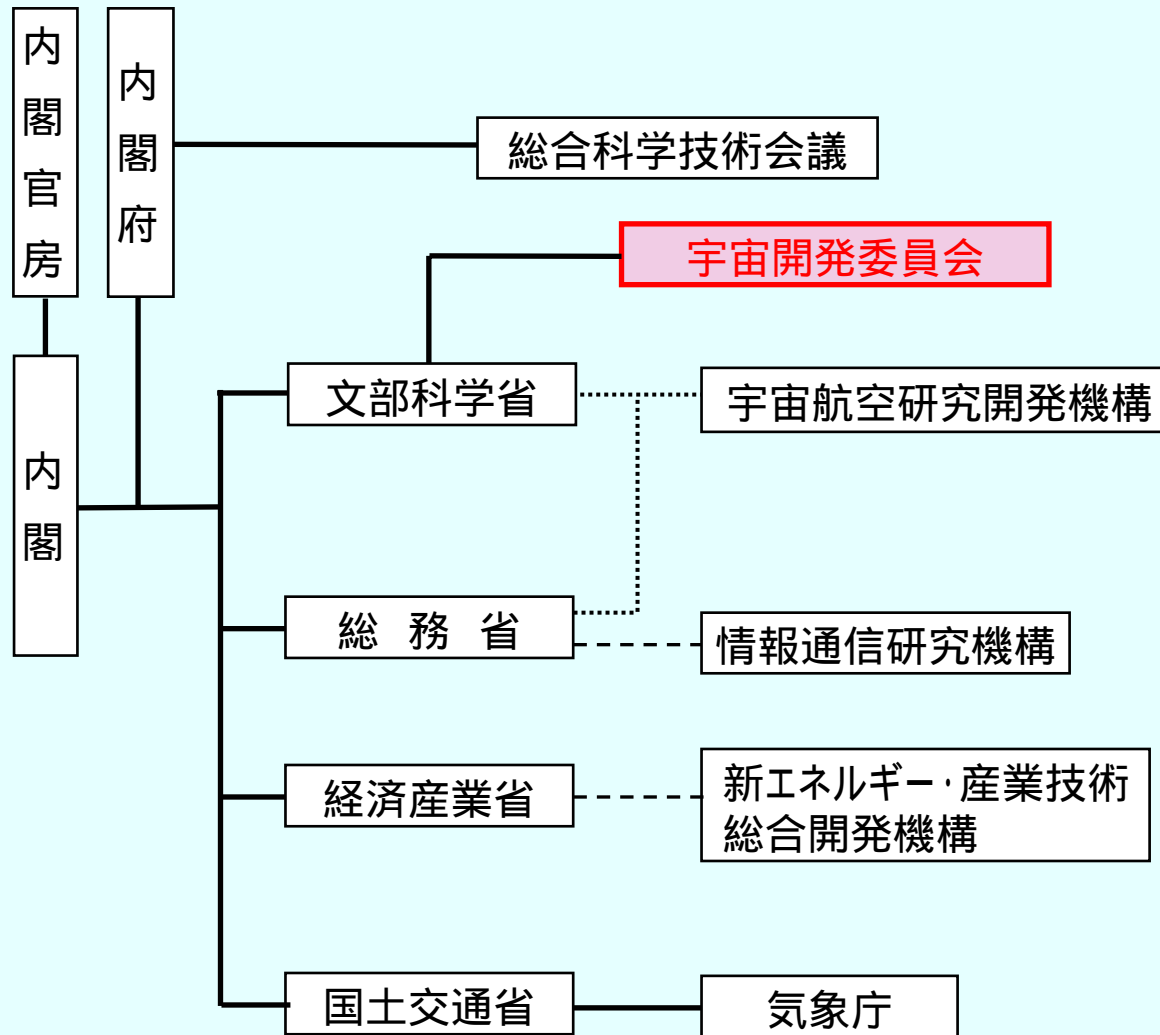 内閣官房
内閣府
総合科学技術会議
宇宙開発委員会
文部科学省
宇宙航空研究開発機構
内閣
総務省
情報通信研究機構
経済産業省
新エネルギー・産業技術
総合開発機構
国土交通省
気象庁